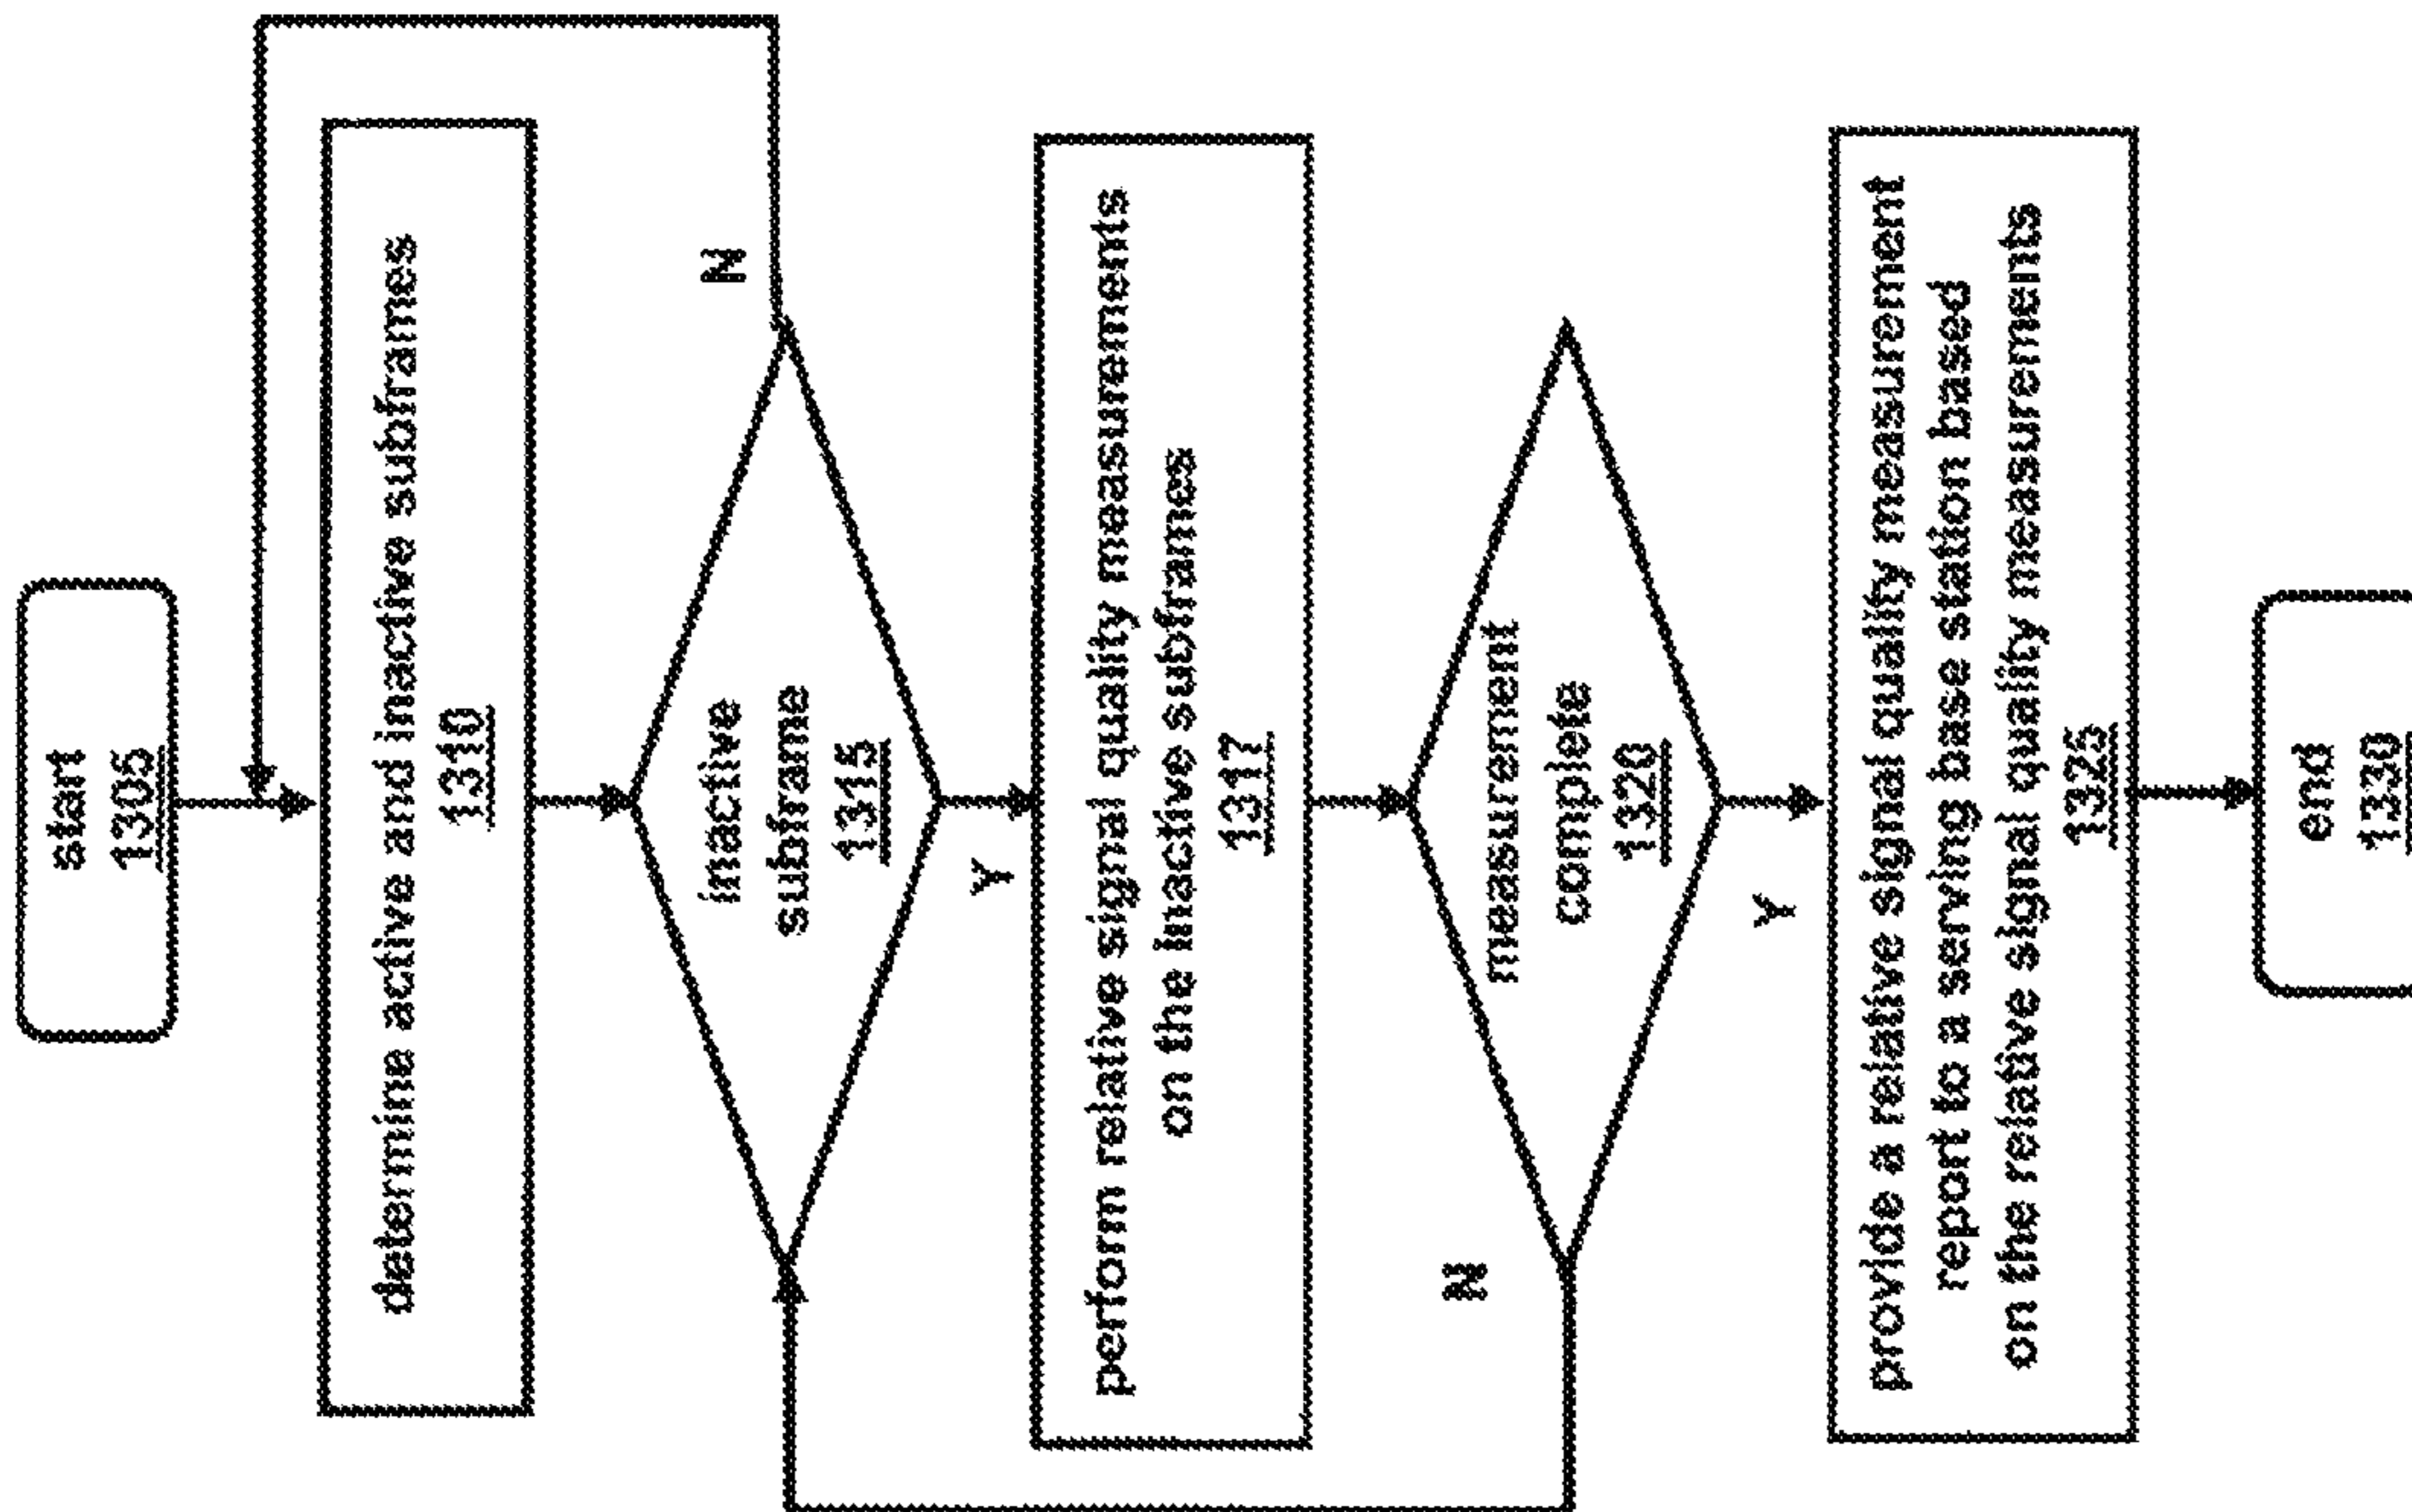 start
1305
determine active and inactive subframes
1310
inactive
subframe
1315
N
Y
perform relative signal quality measurements
on the inactive subframes
1317
measurement
complete
1320
N
Y
provide a relative signal quality measurement
report to a serving base station based
on the relative signal quality measurements
1325
end
1330